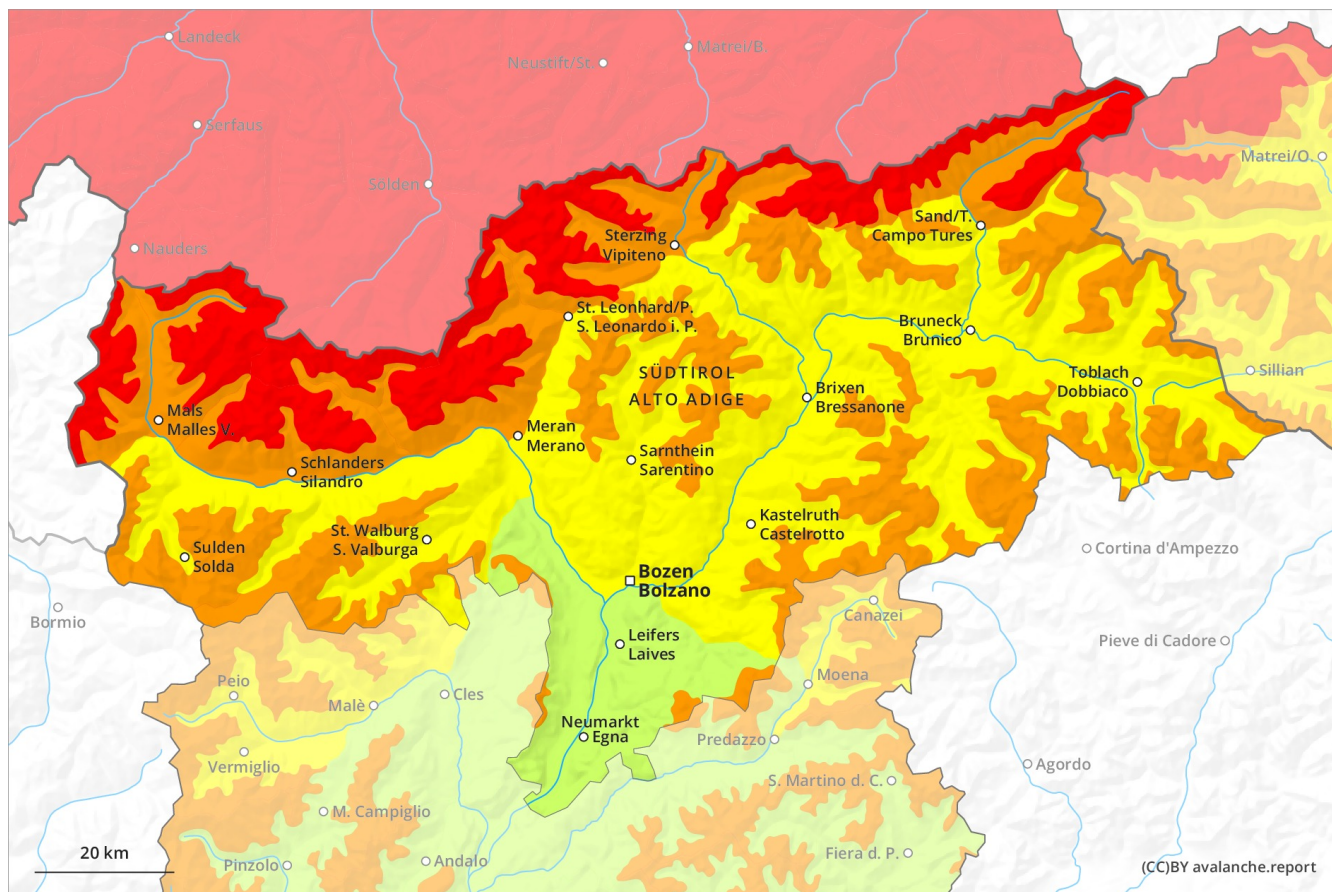 Landeck
Matrei/B.
Neustift/St.
Serfaus
Matrei/O.
Sölden
Sand/T.
Campo Tures
Sterzing
Vipiteno
Nauders
St. Leonhard/P.
S. Leonardo i. P.
Bruneck
Brunico
Toblach
Dobbiaco
Sillian
SÜDTIROL
ALTO ADIGE
Brixen
Bressanone
Mals
Malles V.
Meran
Merano
Schlanders
Silandro
Sarnthein
Sarentino
Kastelruth
Castelrotto
St. Walburg
S. Valburga
Sulden
Solda
Cortina d'Ampezzo
Bozen
Bolzano
Bormio
Canazei
Leifers
Laives
Pieve di Cadore
Peio
Cles
Moena
Malè
Neumarkt
Egna
Predazzo
Vermiglio
Agordo
S. Martino d. C.
M. Campiglio
20 km
Pinzolo
Andalo
Fiera d. P.
(CC)BY avalanche.report